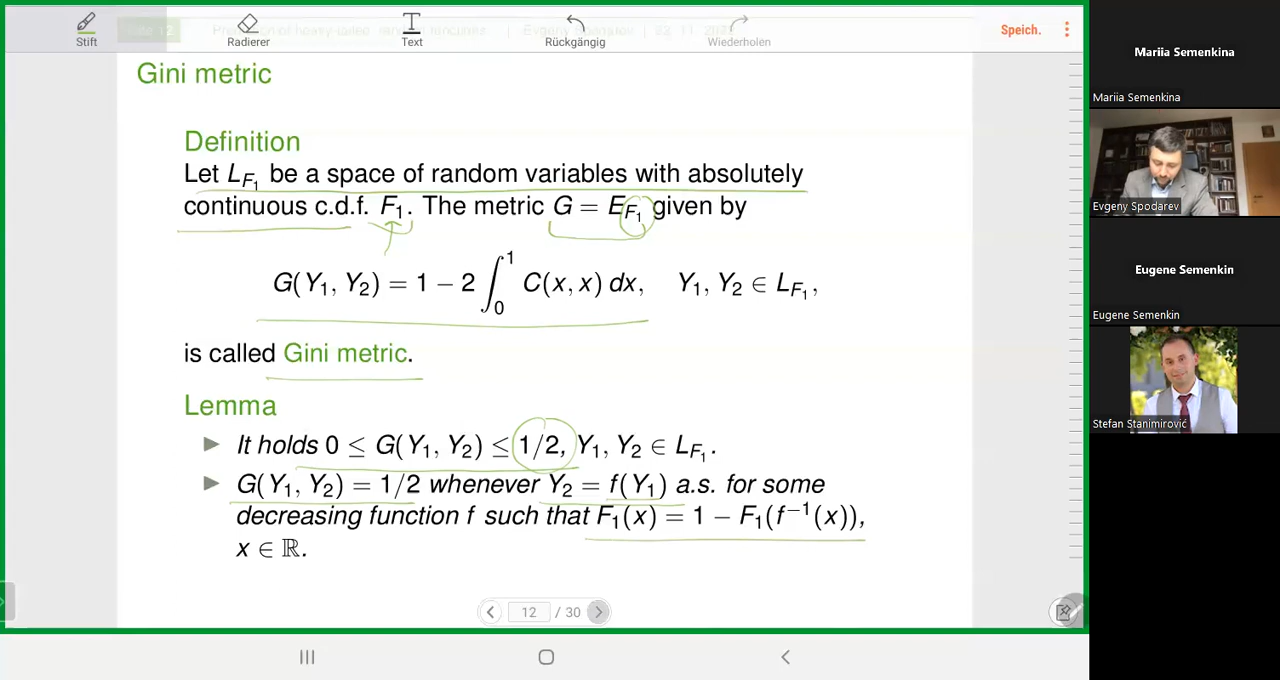 Stift
Radierer
Text
Rückgängig
Wiederholen
Speich.
Gini metric
Definition
Let L_{F_1} be a space of random variables with absolutely
continuous c.d.f. F_1. The metric G = E_{F_1} given by
G(Y_1, Y_2) = 1 − 2 ∫_0^1 C(x, x) dx, Y_1, Y_2 ∈ L_{F_1},
is called Gini metric.
Lemma
▶ It holds 0 ≤ G(Y_1, Y_2) ≤ 1/2, Y_1, Y_2 ∈ L_{F_1}.
▶ G(Y_1, Y_2) = 1/2 whenever Y_2 = f(Y_1) a.s. for some
decreasing function f such that F_1(x) = 1 − F_1(f^{−1}(x)),
x ∈ ℝ.
12 / 30
Mariia Semenkina
Mariia Semenkina
Evgeny Spodarev
Eugene Semenkin
Eugene Semenkin
Stefan Stanimirović